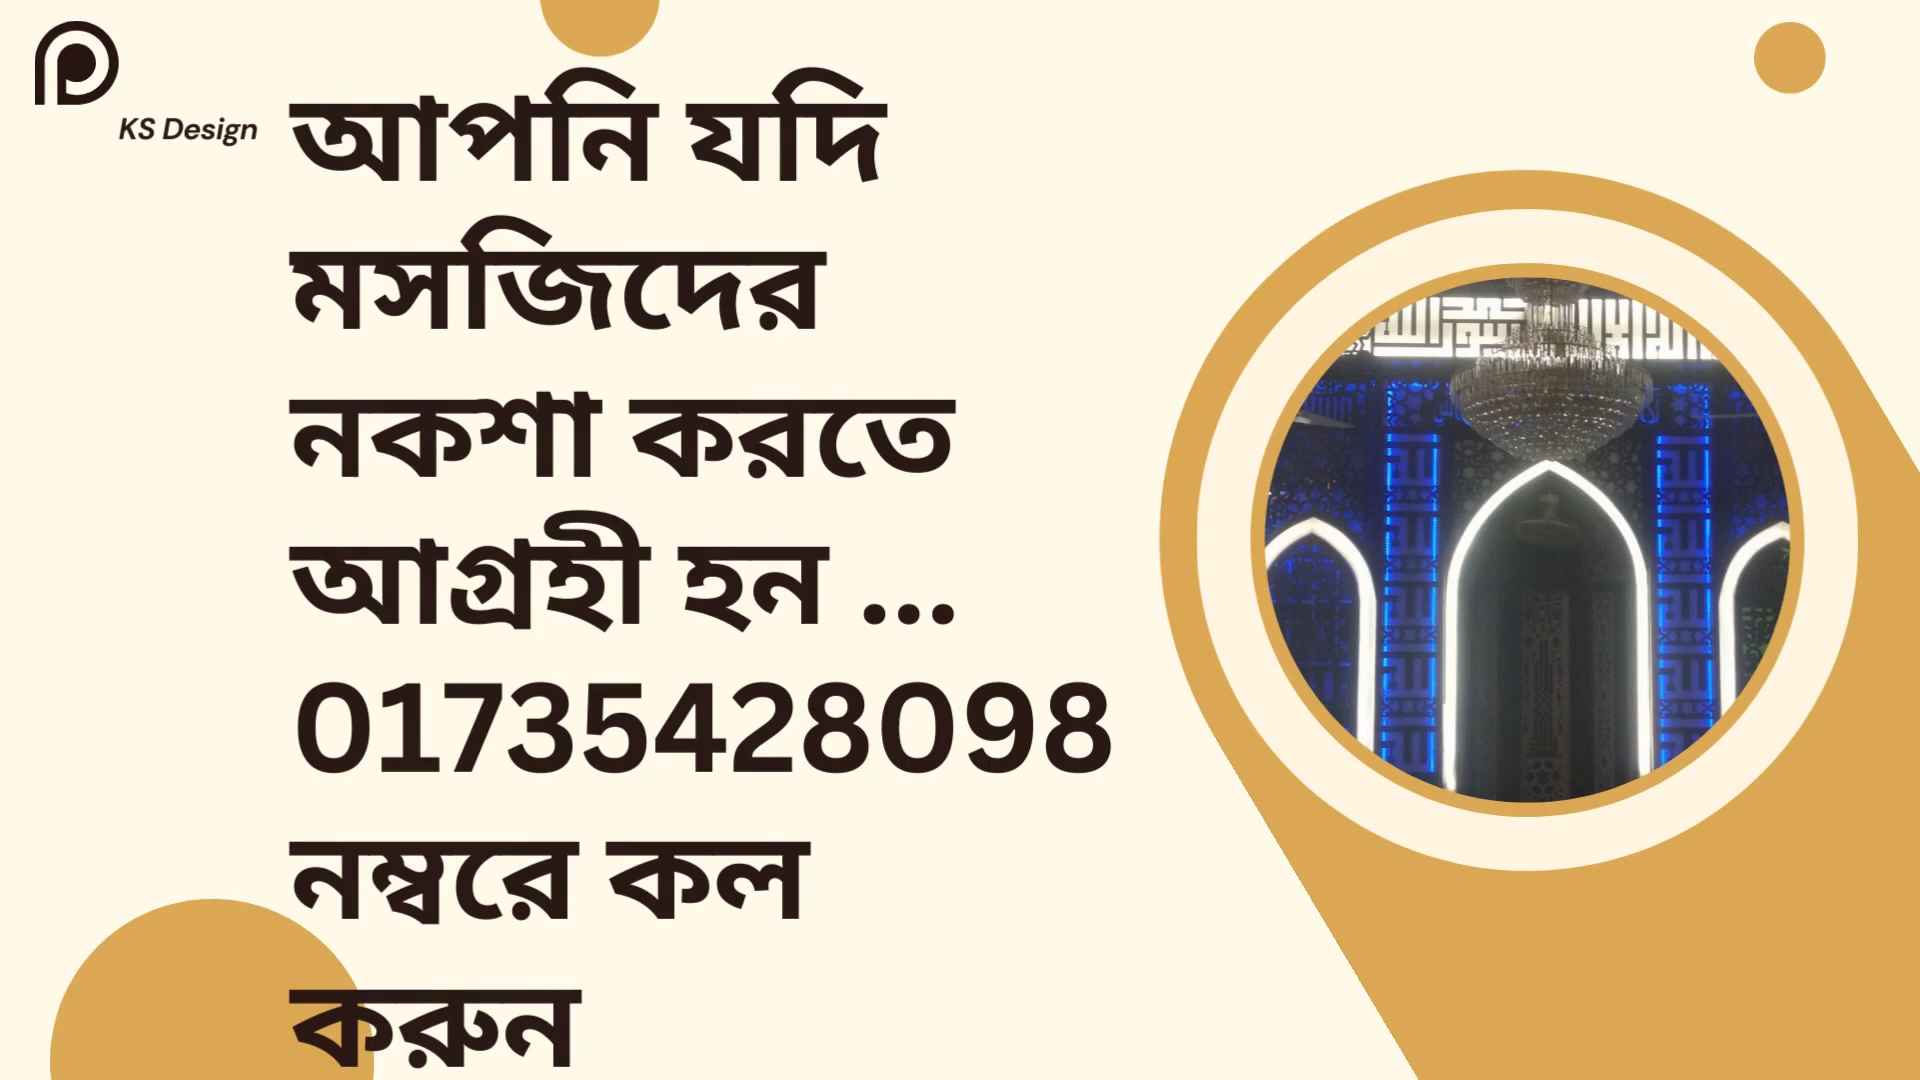 KS Design
আপনি যদি
মসজিদের
নকশা করতে
আগ্রহী হন ...
01735428098
নম্বরে কল
করুন